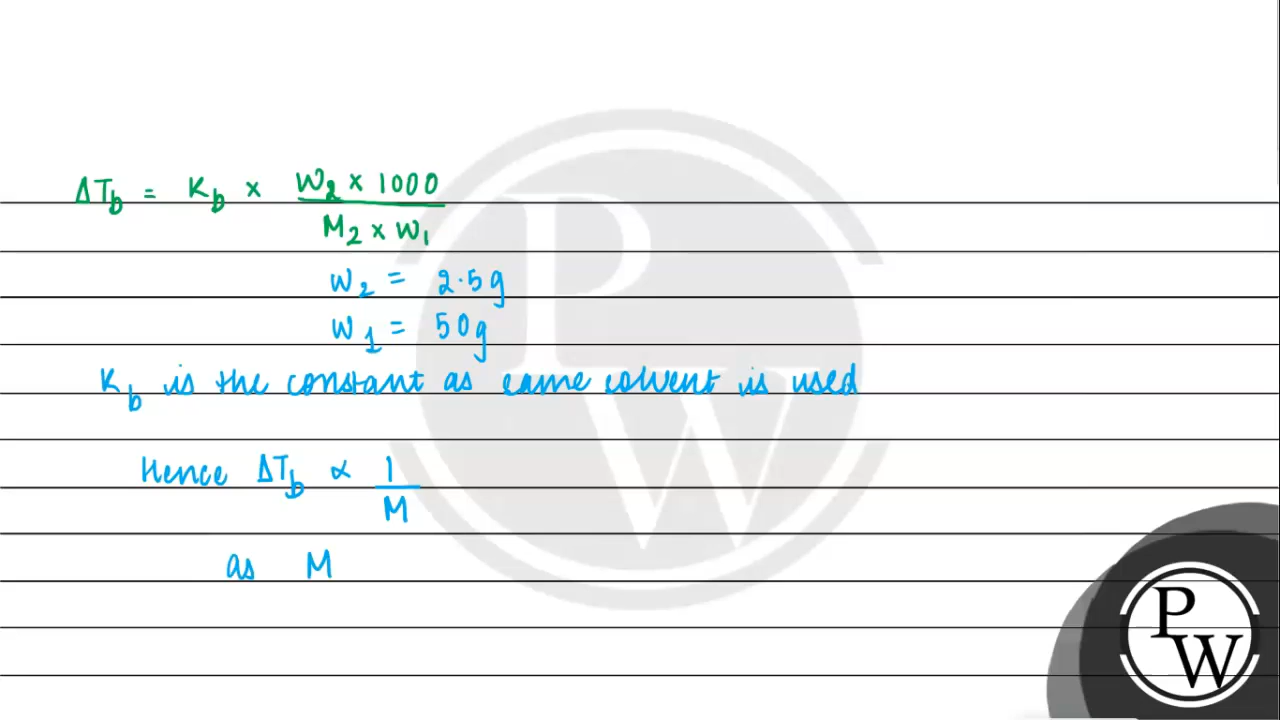 ΔTb = Kb × W2 × 1000
M2 × W1
W2 = 2.5g
W1 = 50g
Kb is the constant as same solvent is used
Hence ΔTb ∝ 1
M
as M
P
W
P
W